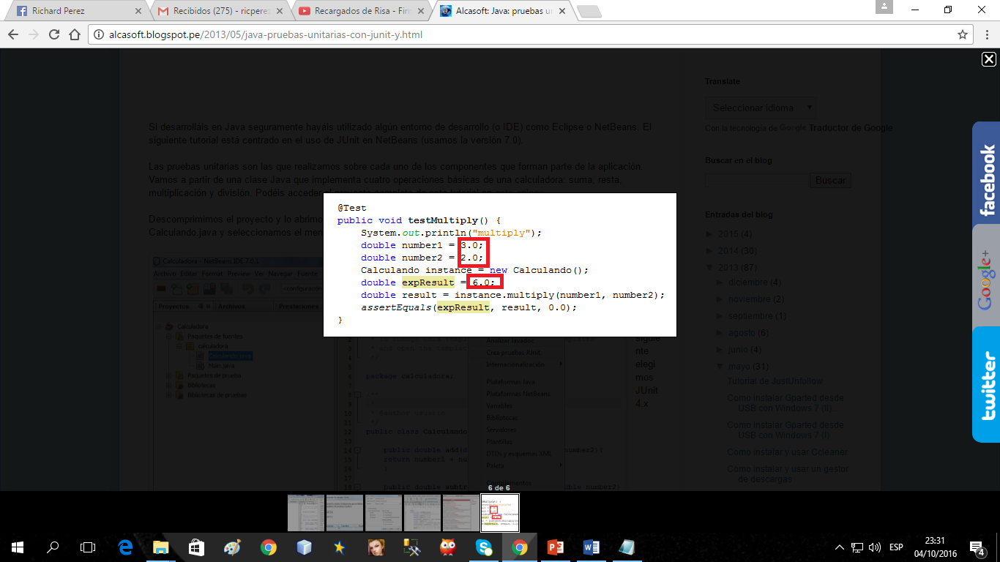 Richard Perez
Recibidos (275) - ricpere
Recargados de Risa - Firr
Alcasoft: Java: pruebas un
alcasoft.blogspot.pe/2013/05/java-pruebas-unitarias-con-junit-y.html
Si desarrolláis en Java seguramente hayáis utilizado algún entorno de desarrollo (o IDE) como Eclipse o NetBeans. El
siguiente tutorial está centrado en el uso de JUnit en NetBeans (usamos la versión 7.0).
Las pruebas unitarias son las que realizamos sobre cada uno de los componentes que forman parte de la aplicación.
Vamos a partir de una clase Java que implementa cuatro operaciones básicas de una calculadora: suma, resta,
multiplicación y división. Podéis acceder
Descomprimimos el proyecto y lo abrimo
Calculando.java y seleccionamos el men
@Test
public void testMultiply() {
System.out.println("multiply");
double number1 = 3.0;
double number2 = 2.0;
Calculando instance = new Calculando();
double expResult = 6.0;
double result = instance.multiply(number1, number2);
assertEquals(expResult, result, 0.0);
}
Calculadora - NetBeans IDE 7.0.1
Archivo Editar Fuente Formato Preview Ver Navegar Fuente
Proyectos
Archivos
Prestaciones
Calculadora
Paquetes de fuentes
calculadora
Calculando.java
Main.java
Paquetes de prueba
Bibliotecas
Bibliotecas de pruebas
package calculadora;
public class Calculando
public double add(do
number2){
return number1 + nu
public double subtr
double number2)
Analizar Javadoc
Crea pruebas JUnit
Internacionalización
Plataformas Java
Plataformas NetBeans
Variables
Bibliotecas
Servidores
Plantillas
DTDs y esquemas XML
Paleta
siguie
nte
elegi
mos
JUnit
4.x
Translate
Seleccionar idioma
Con la tecnología de Google Traductor de Google
Buscar en el blog
Buscar
Entradas del blog
2015 (4)
2014 (30)
2013 (87)
diciembre (4)
noviembre (2)
septiembre (1)
agosto (6)
junio (4)
mayo (31)
Tutorial de JustUnfollow
Como instalar Gparted desde
USB con Windows 7 (II)...
Como instalar Gparted desde
USB con Windows 7 (I)
Como instalar y usar Ccleaner
Como instalar y usar un gestor
de descargas
facebook
Google+
twitter
6 de 6
ESP
23:31
04/10/2016
4